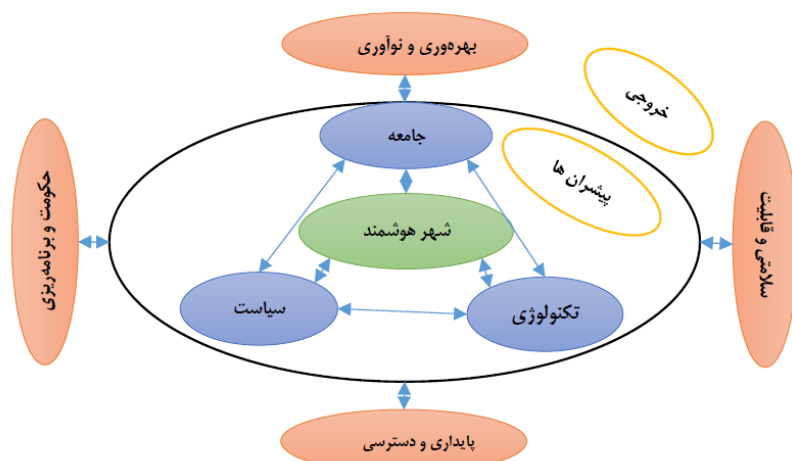 بهره‌وری و نوآوری
خروجی
جامعه
پیشران ها
حکومت و برنامه‌ریزی
شهر هوشمند
سلامتی و قابلیت
سیاست
تکنولوژی
پایداری و دسترسی